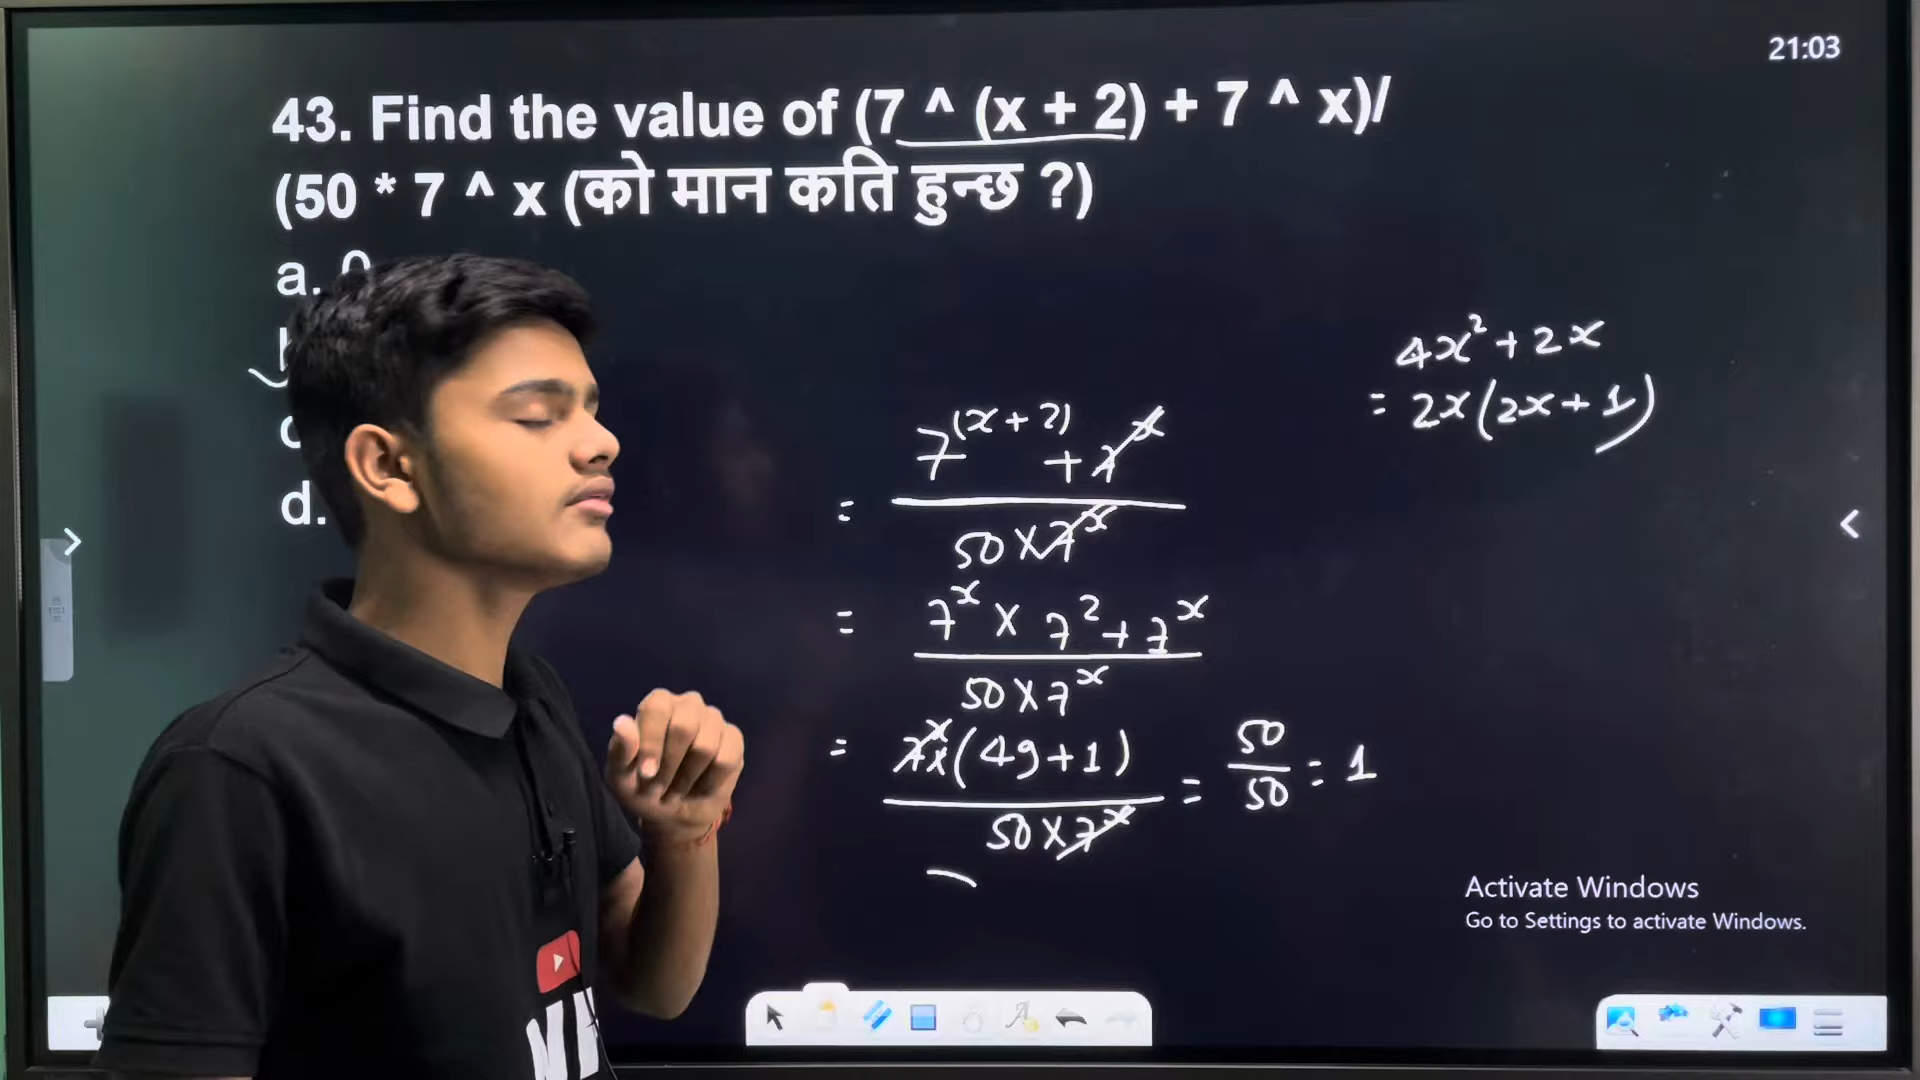 21:03
43. Find the value of (7 ^ (x + 2) + 7 ^ x)/
(50 * 7 ^ x (को मान कति हुन्छ ?)
a. 0
d.
4x² + 2x
= 2x(2x + 1)
= 7^(x + 2) + 7^x
50 × 7^x
= 7^x × 7² + 7^x
50 × 7^x
= 7^x (49 + 1) = 50/50 = 1
50 × 7^x
Activate Windows
Go to Settings to activate Windows.